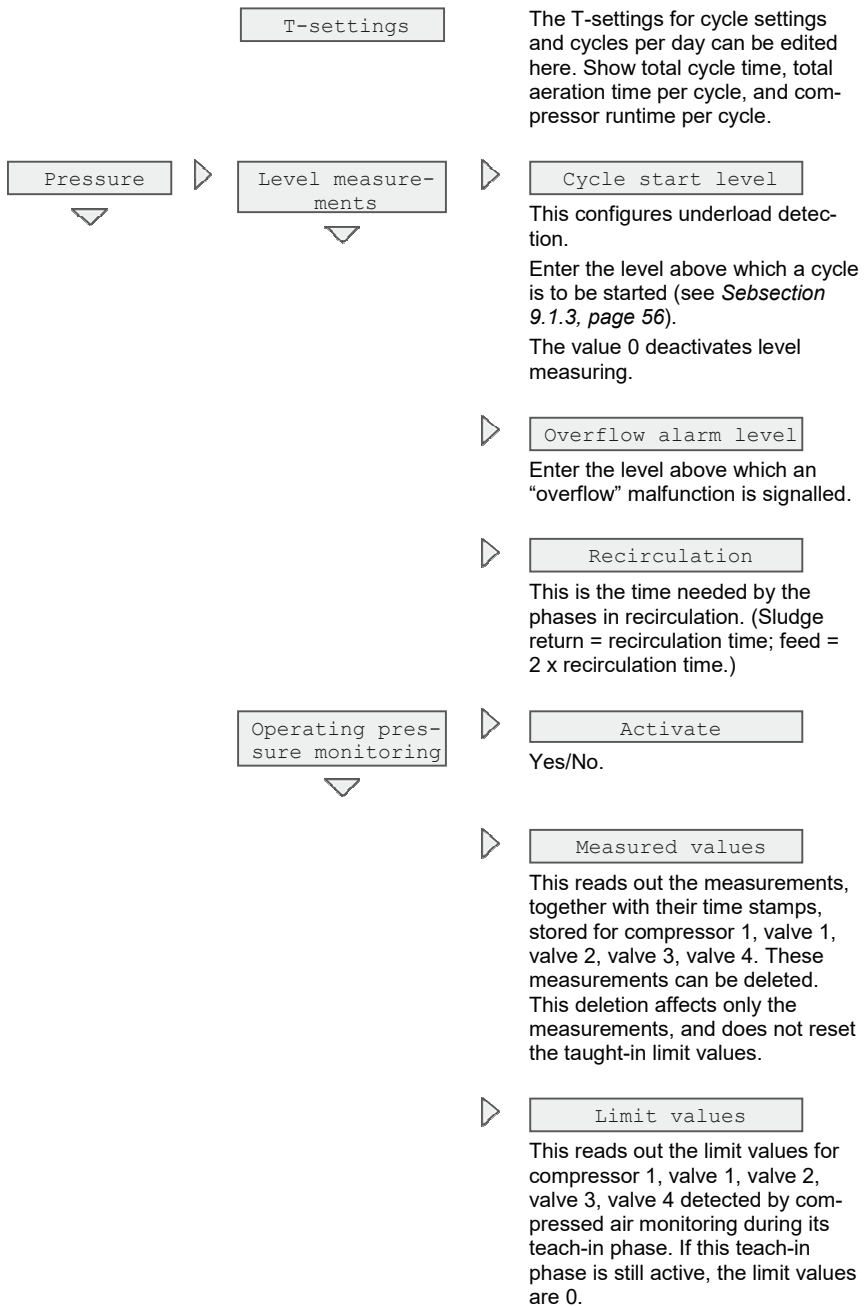 T-settings
The T-settings for cycle settings
and cycles per day can be edited
here. Show total cycle time, total
aeration time per cycle, and com-
pressor runtime per cycle.
Pressure
Level measure-
ments
Cycle start level
This configures underload detec-
tion.
Enter the level above which a cycle
is to be started (see Sebsection
9.1.3, page 56).
The value 0 deactivates level
measuring.
Overflow alarm level
Enter the level above which an
“overflow” malfunction is signalled.
Recirculation
This is the time needed by the
phases in recirculation. (Sludge
return = recirculation time; feed =
2 x recirculation time.)
Operating pres-
sure monitoring
Activate
Yes/No.
Measured values
This reads out the measurements,
together with their time stamps,
stored for compressor 1, valve 1,
valve 2, valve 3, valve 4. These
measurements can be deleted.
This deletion affects only the
measurements, and does not reset
the taught-in limit values.
Limit values
This reads out the limit values for
compressor 1, valve 1, valve 2,
valve 3, valve 4 detected by com-
pressed air monitoring during its
teach-in phase. If this teach-in
phase is still active, the limit values
are 0.